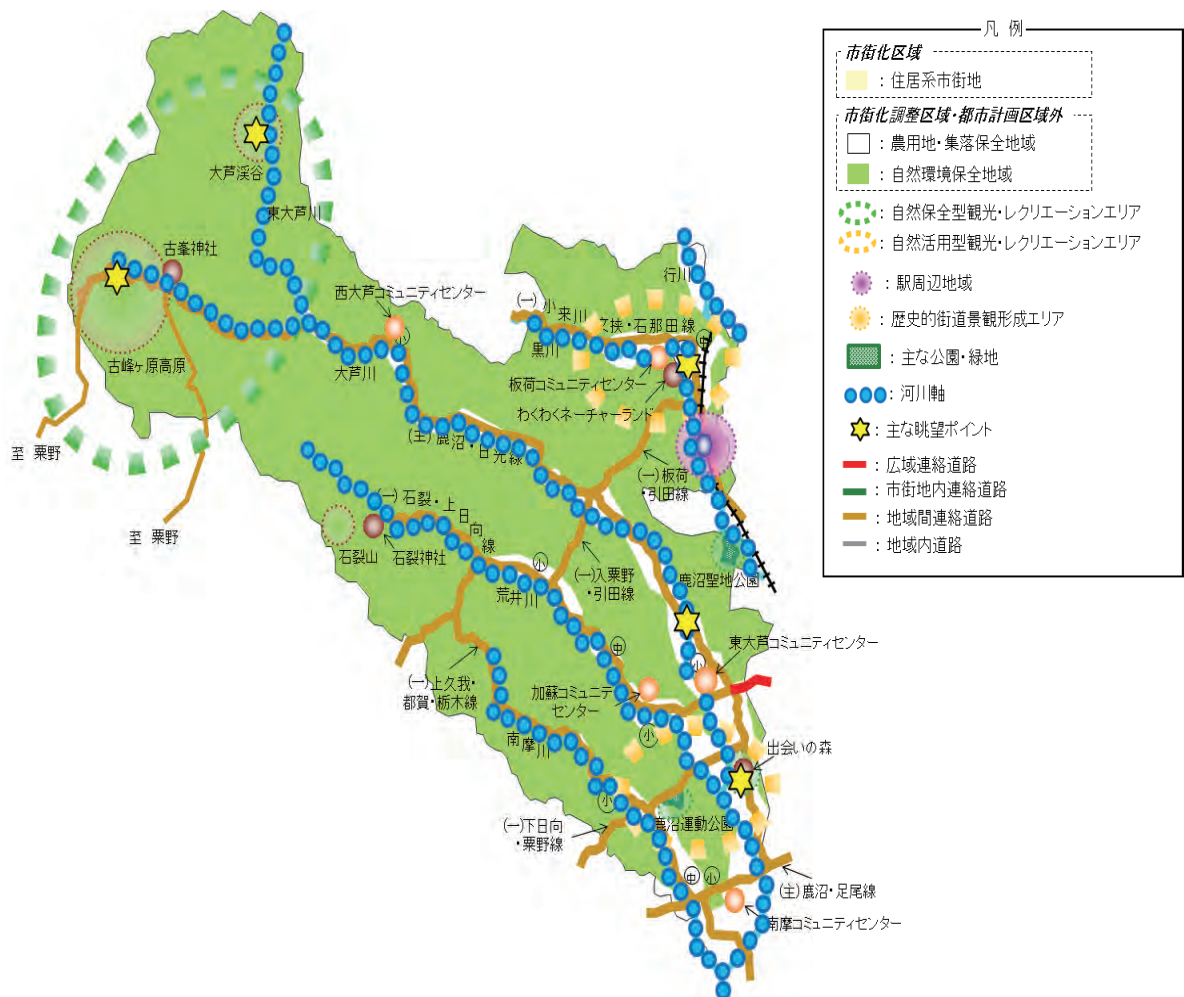 凡 例
市街化区域
: 住居系市街地
市街化調整区域・都市計画区域外
: 農用地・集落保全地域
: 自然環境保全地域
: 自然保全型観光・レクリエーションエリア
: 自然活用型観光・レクリエーションエリア
: 駅周辺地域
: 歴史的街道景観形成エリア
: 主な公園・緑地
: 河川軸
: 主な眺望ポイント
: 広域連絡道路
: 市街地内連絡道路
: 地域間連絡道路
: 地域内道路
大芦渓谷
東大芦川
古峯神社
古峰ヶ原高原
至 粟野
至 粟野
西大芦コミュニティセンター
小
大芦川
(主)鹿沼・日光線
(一)小来川
文挟・石那田線
行川
黒川
中
小
板荷コミュニティセンター
わくわくネーチャーランド
(一)板荷
・引田線
(一)石裂・上日向線
石裂山
石裂神社
荒井川
小
(一)入粟野
・引田線
鹿沼聖地公園
中
小
東大芦コミュニティセンター
加蘇コミュニテ
センター
小
(一)上久我・
都賀・栃木線
南摩川
出会いの森
小
鹿沼運動公園
(一)下日向
・粟野線
中
小
(主)鹿沼・足尾線
南摩コミュニティセンター